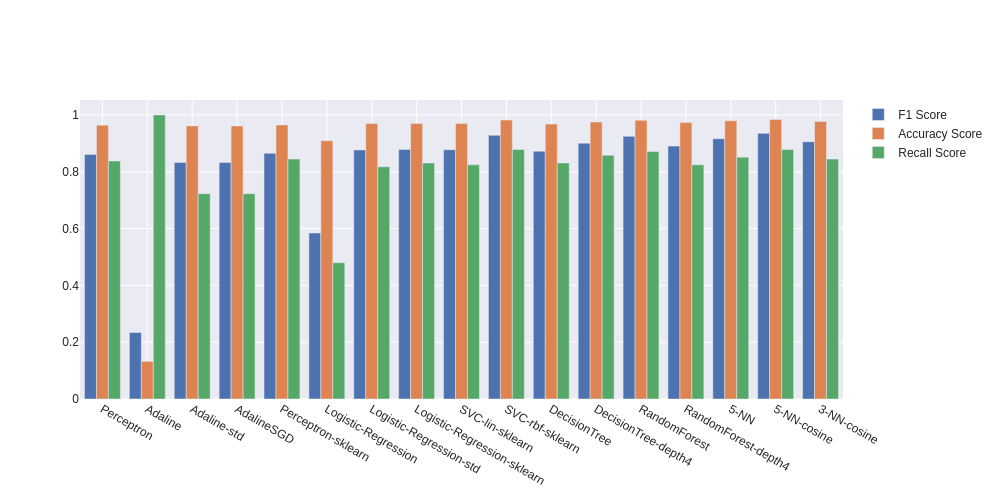 1
0.8
0.6
0.4
0.2
0
Perceptron
Adaline
Adaline-std
AdalineSGD
Perceptron-sklearn
Logistic-Regression
Logistic-Regression-std
Logistic-Regression-sklearn
SVC-lin-sklearn
SVC-rbf-sklearn
DecisionTree
DecisionTree-depth4
RandomForest
RandomForest-depth4
5-NN
5-NN-cosine
3-NN-cosine
F1 Score
Accuracy Score
Recall Score